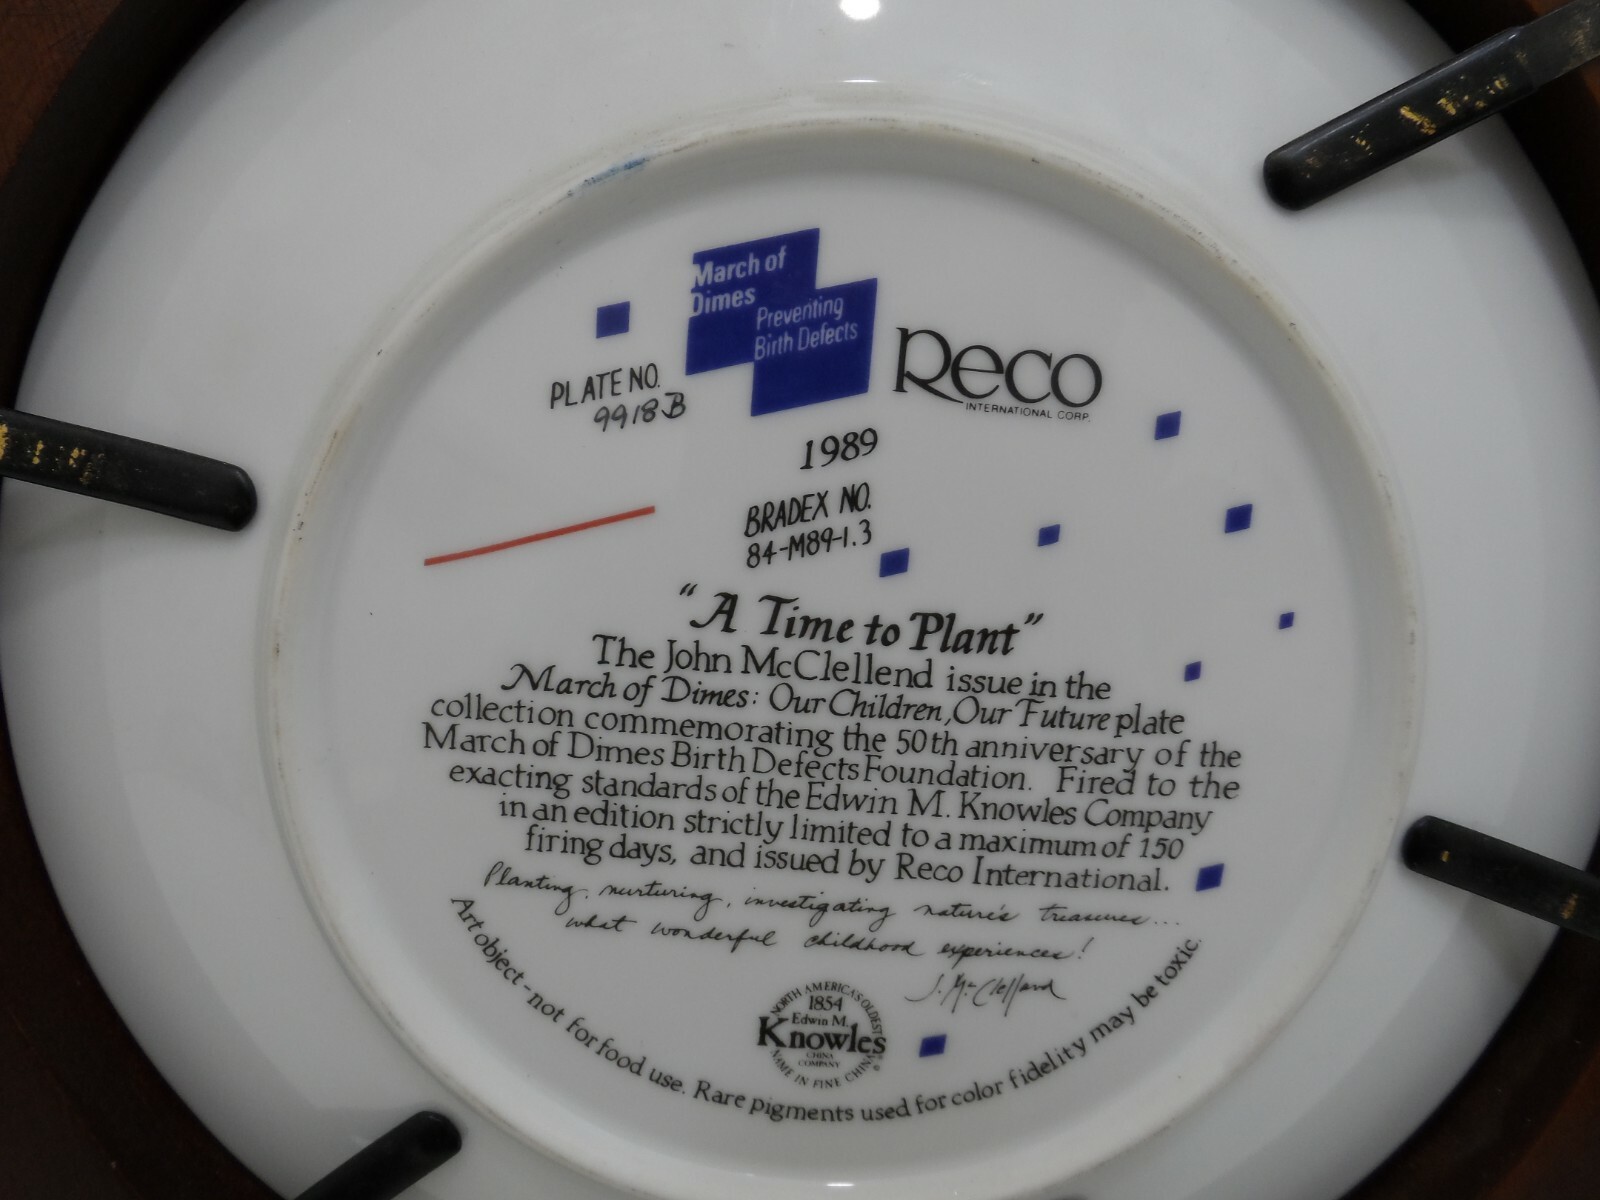 March of
Dimes
Preventing
Birth Defects
Reco
INTERNATIONAL CORP.
PLATE NO.
9918B
1989
BRADEX NO.
84-M89-1.3
"A Time to Plant"
The John McClellend issue in the
March of Dimes: Our Children, Our Future plate
collection commemorating the 50th anniversary of the
March of Dimes Birth Defects Foundation. Fired to the
exacting standards of the Edwin M. Knowles Company
in an edition strictly limited to a maximum of 150
firing days, and issued by Reco International.
Planting, nurturing, investigating nature's treasures...
what wonderful childhood experiences!
J. McClelland
NORTH AMERICA'S OLDEST
1854
Edwin M.
Knowles
CHINA
COMPANY
NAME IN FINE CHINA
Art object - not for food use. Rare pigments used for color fidelity may be toxic.